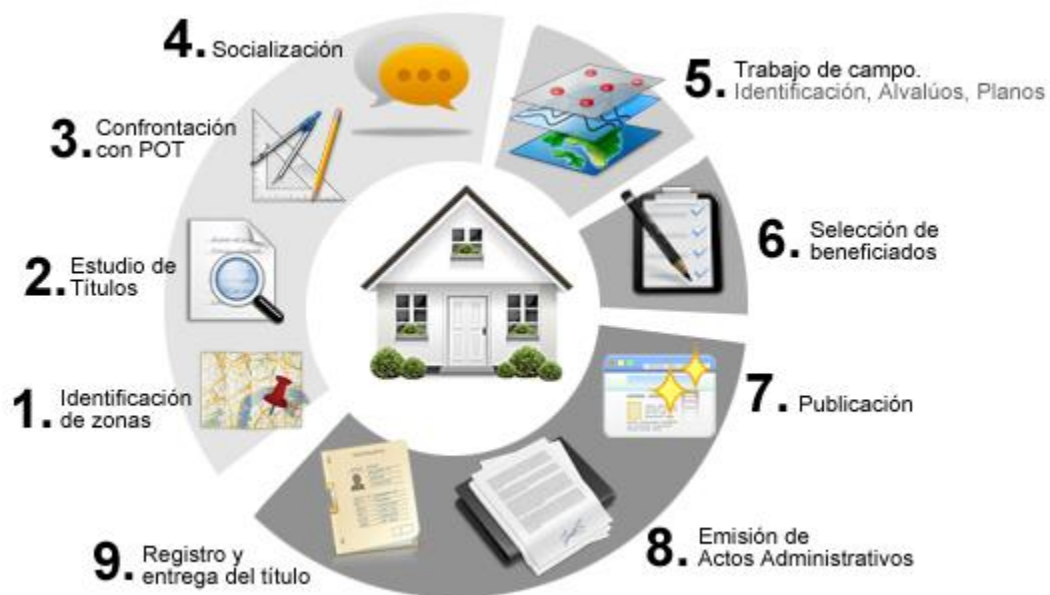 1. Identificación
de zonas
2. Estudio de
Títulos
3. Confrontación
con POT
4. Socialización
5. Trabajo de campo.
Identificación, Alvalúos, Planos
6. Selección de
beneficiados
7. Publicación
8. Emisión de
Actos Administrativos
9. Registro y
entrega del título